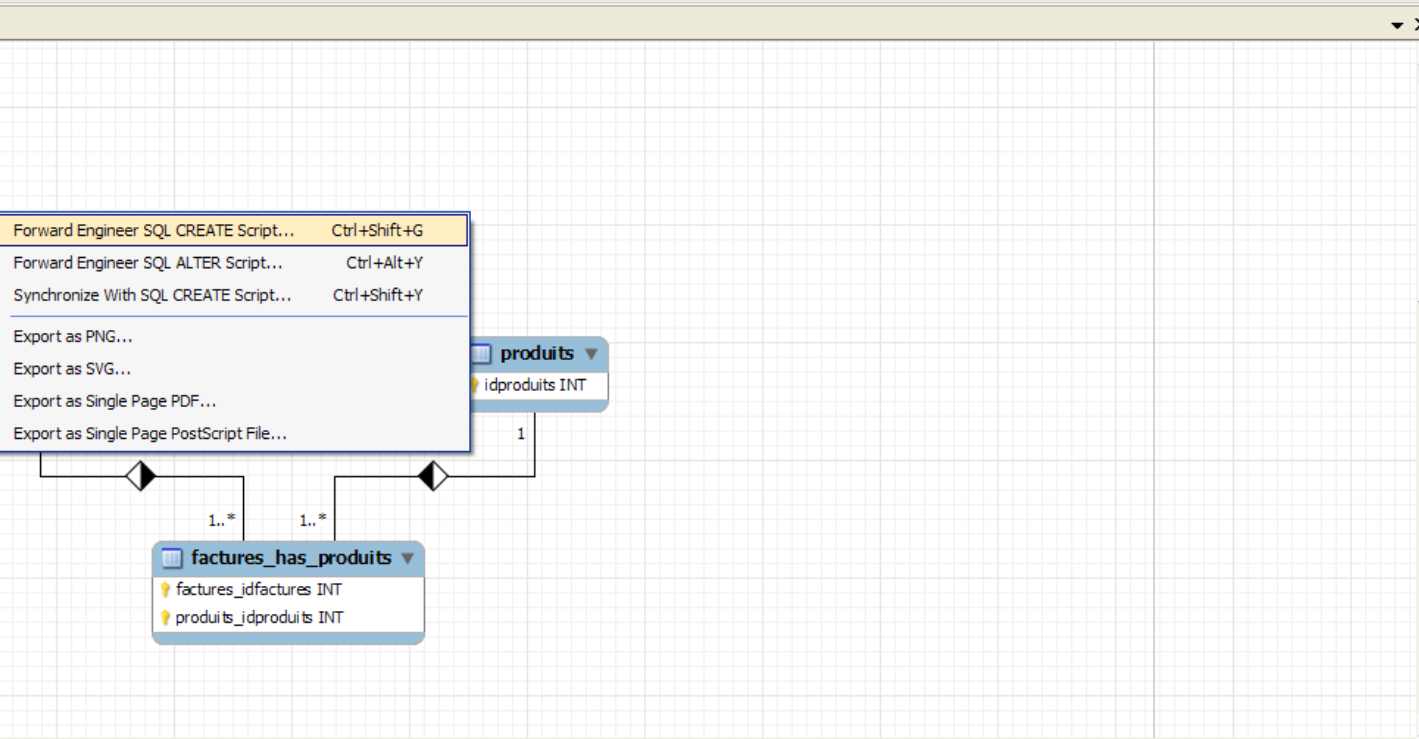 Forward Engineer SQL CREATE Script... Ctrl+Shift+G
Forward Engineer SQL ALTER Script... Ctrl+Alt+Y
Synchronize With SQL CREATE Script... Ctrl+Shift+Y
Export as PNG...
Export as SVG...
Export as Single Page PDF...
Export as Single Page PostScript File...
produits
idproduits INT
1
1..*
1..*
factures_has_produits
factures_idfactures INT
produits_idproduits INT